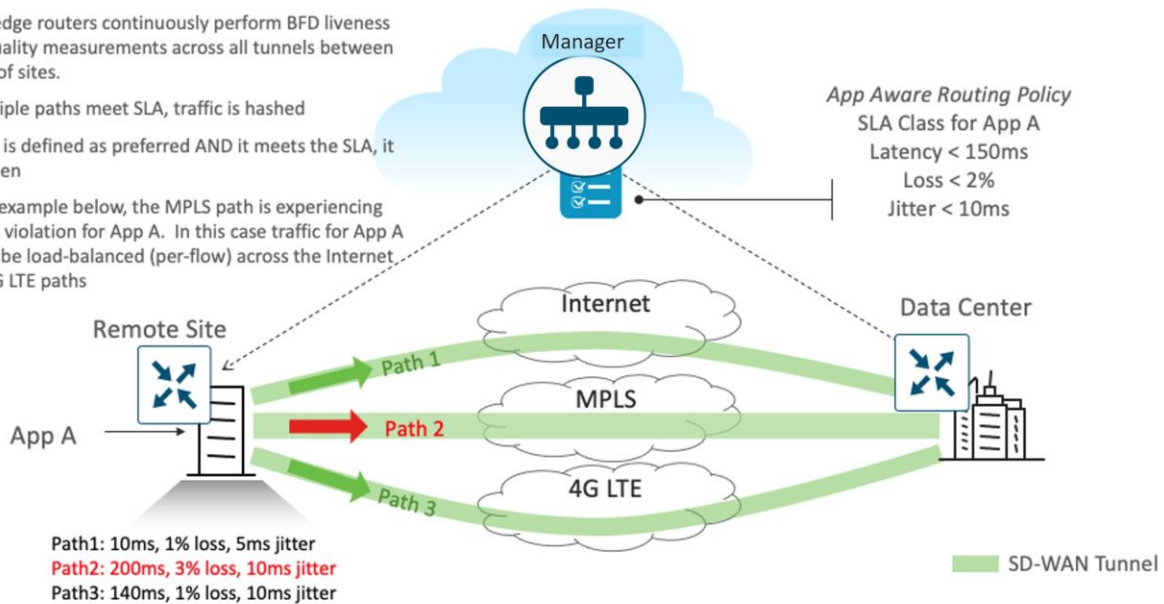 edge routers continuously perform BFD liveness
uality measurements across all tunnels between
of sites.
iple paths meet SLA, traffic is hashed
is defined as preferred AND it meets the SLA, it
en
example below, the MPLS path is experiencing
violation for App A. In this case traffic for App A
be load-balanced (per-flow) across the Internet
G LTE paths
Manager
App Aware Routing Policy
SLA Class for App A
Latency < 150ms
Loss < 2%
Jitter < 10ms
Remote Site
Internet
Data Center
Path 1
MPLS
App A
Path 2
4G LTE
Path 3
Path1: 10ms, 1% loss, 5ms jitter
Path2: 200ms, 3% loss, 10ms jitter
Path3: 140ms, 1% loss, 10ms jitter
SD-WAN Tunnel